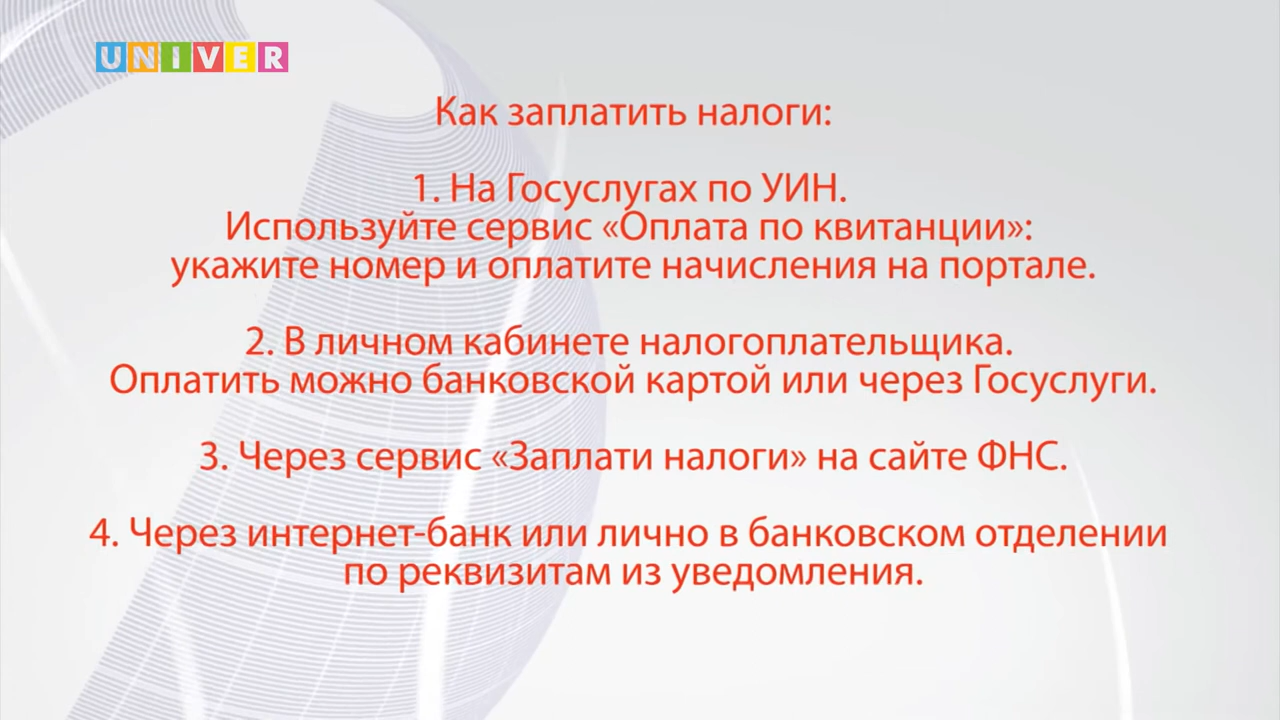 UNIVER
Как заплатить налоги:
1. На Госуслугах по УИН.
Используйте сервис «Оплата по квитанции»:
укажите номер и оплатите начисления на портале.
2. В личном кабинете налогоплательщика.
Оплатить можно банковской картой или через Госуслуги.
3. Через сервис «Заплати налоги» на сайте ФНС.
4. Через интернет-банк или лично в банковском отделении
по реквизитам из уведомления.